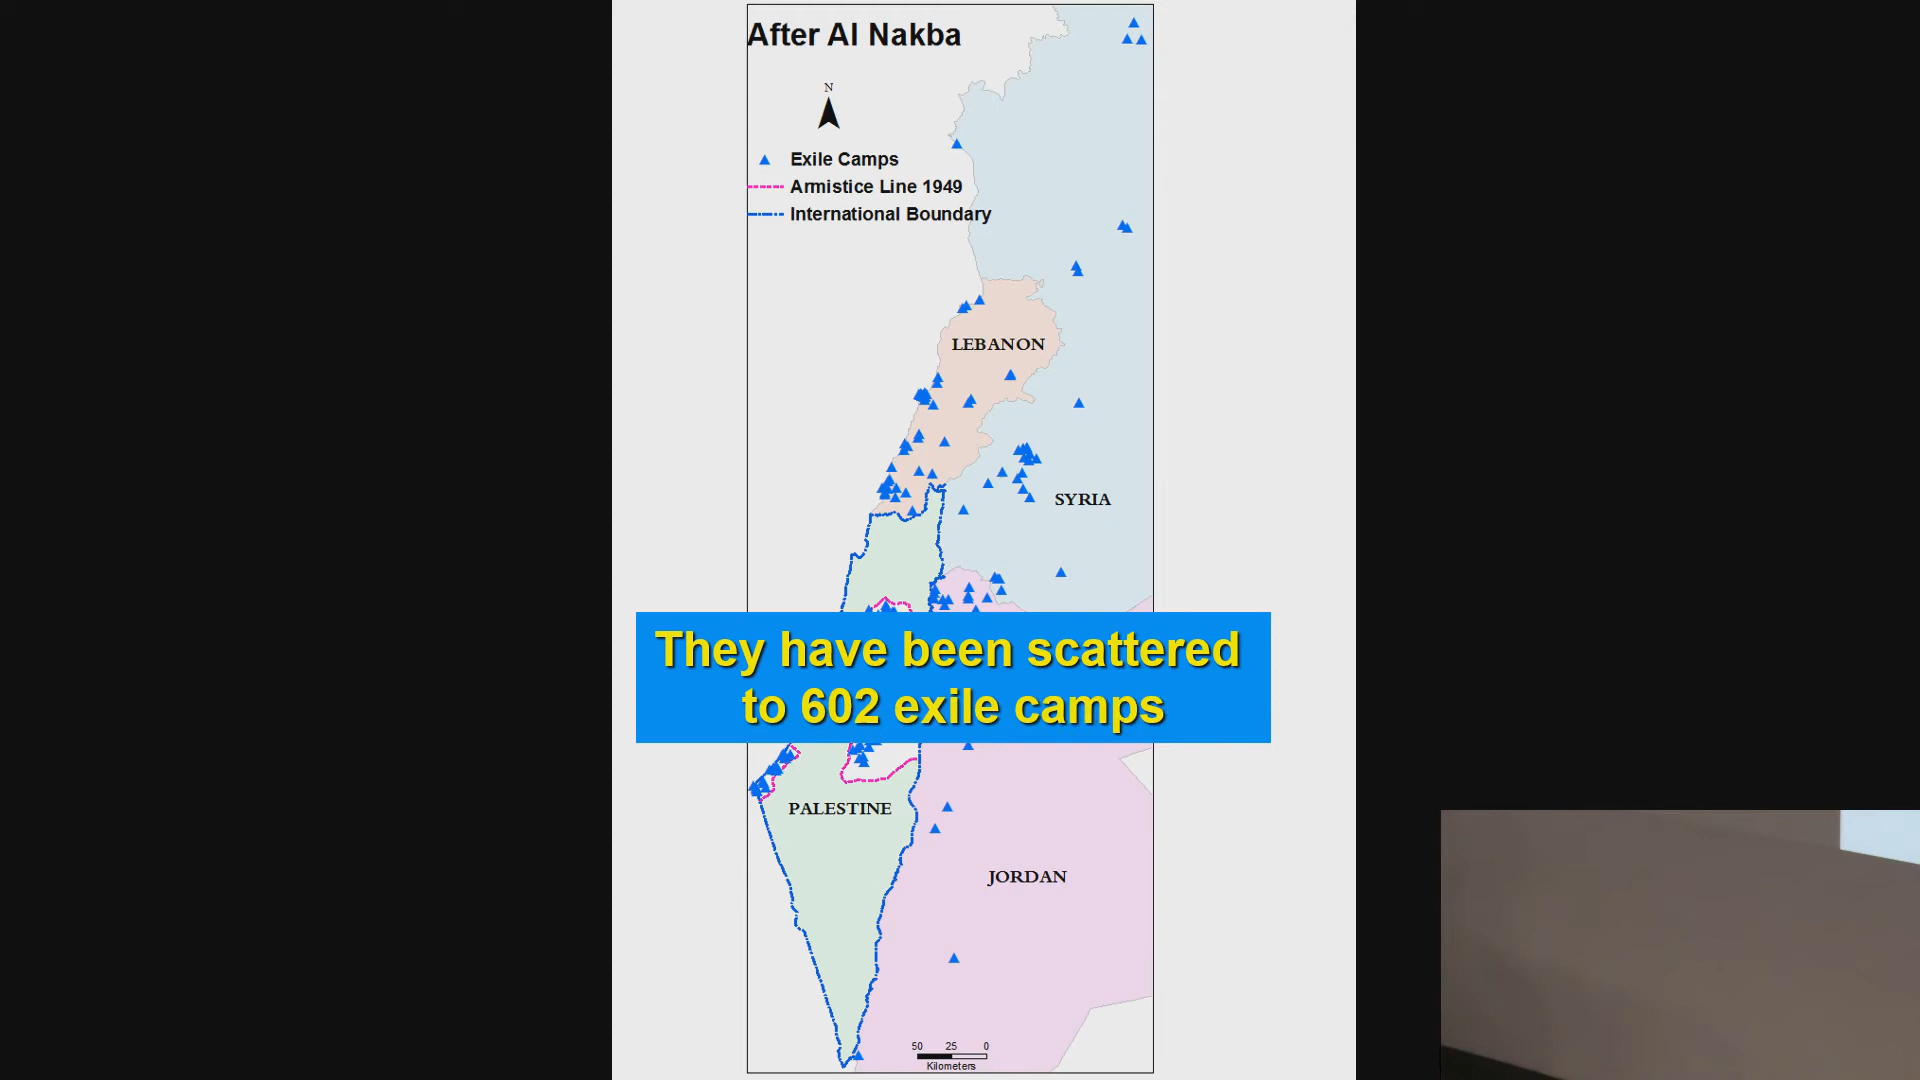 After Al Nakba
N
Exile Camps
Armistice Line 1949
International Boundary
LEBANON
SYRIA
They have been scattered
to 602 exile camps
PALESTINE
JORDAN
50 25 0
Kilometers